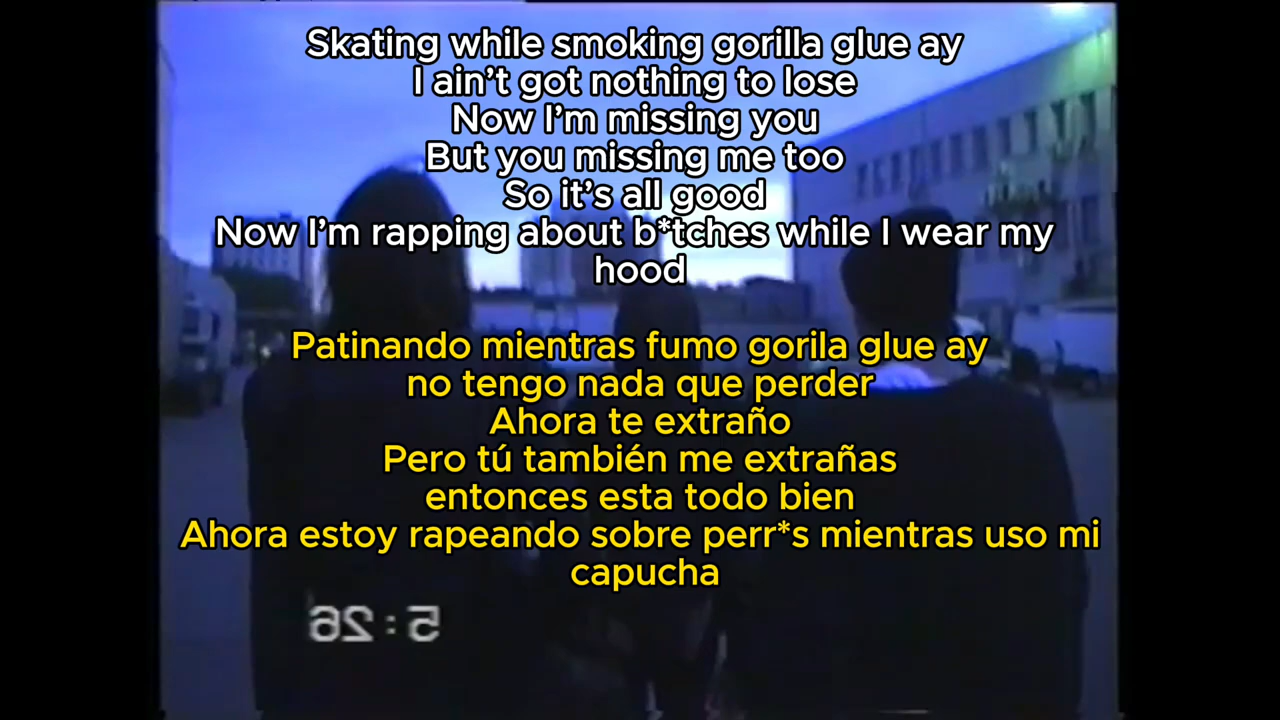 Skating while smoking gorilla glue ay
I ain't got nothing to lose
Now I'm missing you
But you missing me too
So it's all good
Now I'm rapping about b*tches while I wear my
hood
Patinando mientras fumo gorila glue ay
no tengo nada que perder
Ahora te extraño
Pero tú también me extrañas
entonces esta todo bien
Ahora estoy rapeando sobre perr*s mientras uso mi
capucha
5:26